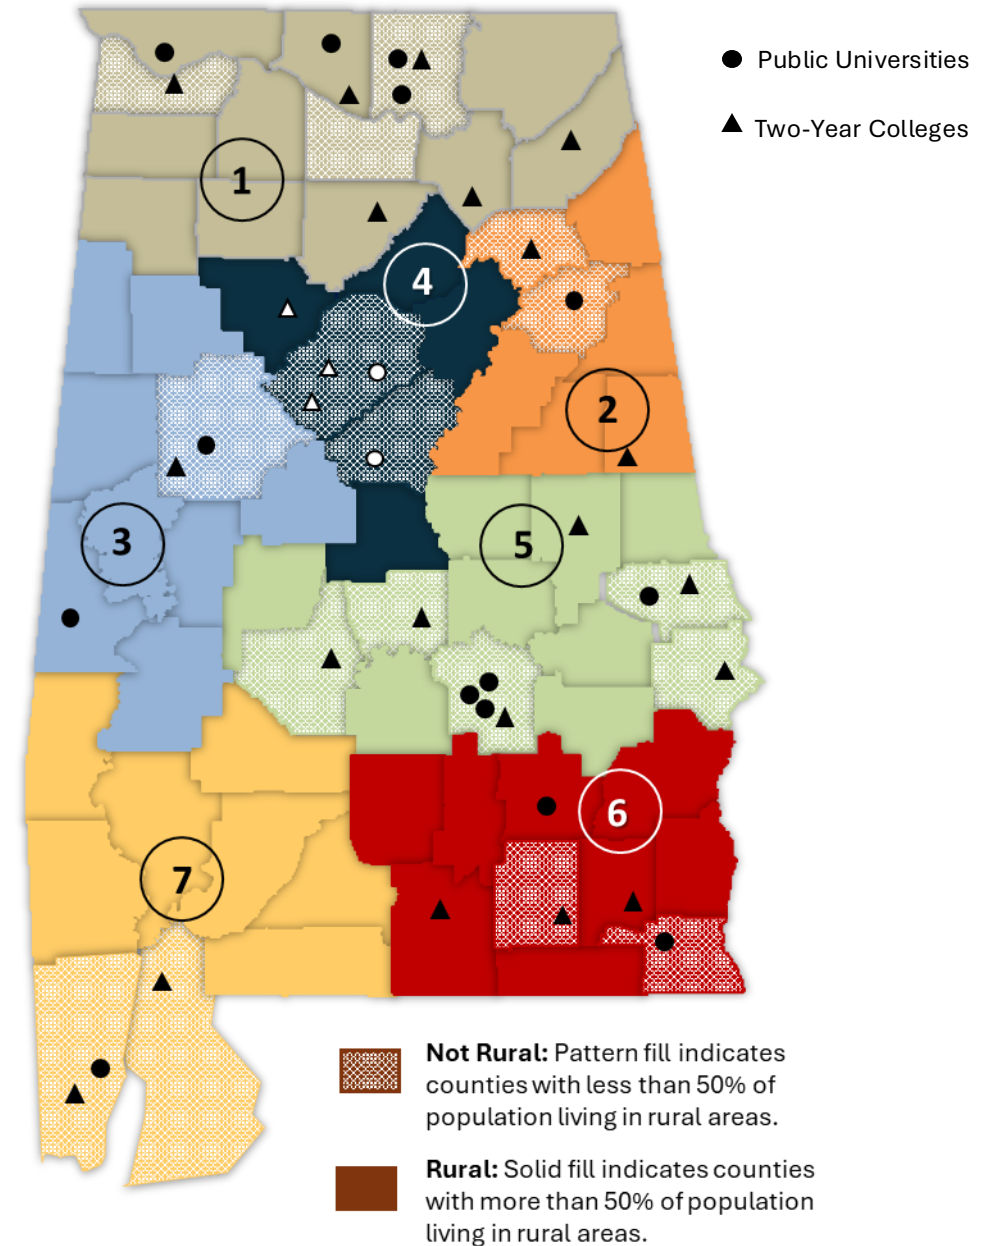 Public Universities
Two-Year Colleges
1
4
2
3
5
6
7
Not Rural: Pattern fill indicates
counties with less than 50% of
population living in rural areas.
Rural: Solid fill indicates counties
with more than 50% of population
living in rural areas.